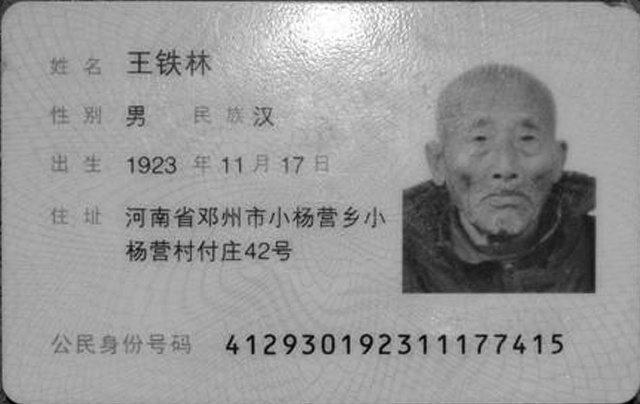 姓名 王铁林
性别 男 民族 汉
出生 1923 年 11 月 17 日
住址 河南省邓州市小杨营乡小
杨营村付庄42号
公民身份号码 412930192311177415